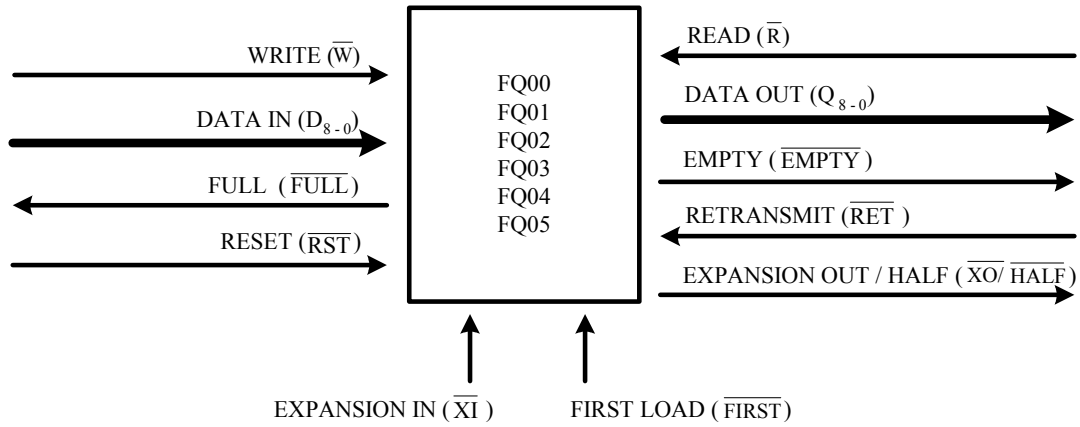 WRITE (W̅)
DATA IN (D₈₋₀)
FULL (F̅U̅L̅L̅)
RESET (R̅S̅T̅)
FQ00
FQ01
FQ02
FQ03
FQ04
FQ05
READ (R̅)
DATA OUT (Q₈₋₀)
EMPTY (E̅M̅P̅T̅Y̅)
RETRANSMIT (R̅E̅T̅)
EXPANSION OUT / HALF (X̅O̅/ H̅A̅L̅F̅)
EXPANSION IN (X̅I̅)
FIRST LOAD (F̅I̅R̅S̅T̅)